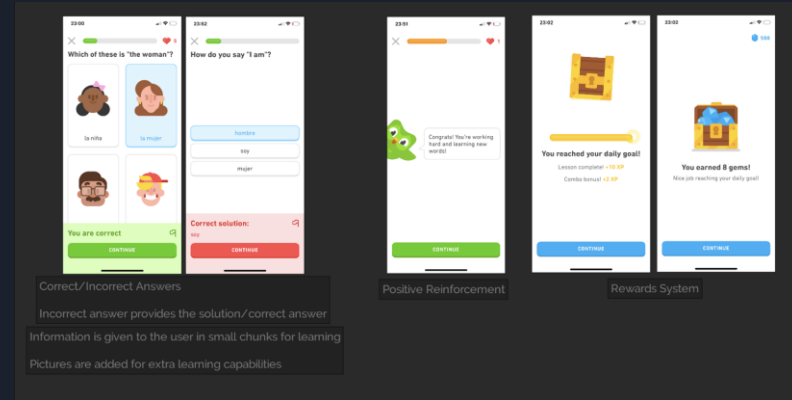 23:00
5
Which of these is "the woman"?
la niña
la mujer
You are correct
CONTINUE
23:02
How do you say "I am"?
hombre
soy
mujer
Correct solution:
soy
CONTINUE
Correct/Incorrect Answers
Incorrect answer provides the solution/correct answer
Information is given to the user in small chunks for learning
Pictures are added for extra learning capabilities
23:51
1
Congrats! You're working
hard and learning new
words!
CONTINUE
Positive Reinforcement
23:02
You reached your daily goal!
Lesson complete! +10 XP
Combo bonus! +3 XP
CONTINUE
23:02
You earned 8 gems!
Nice job reaching your daily goal!
CONTINUE
Rewards System